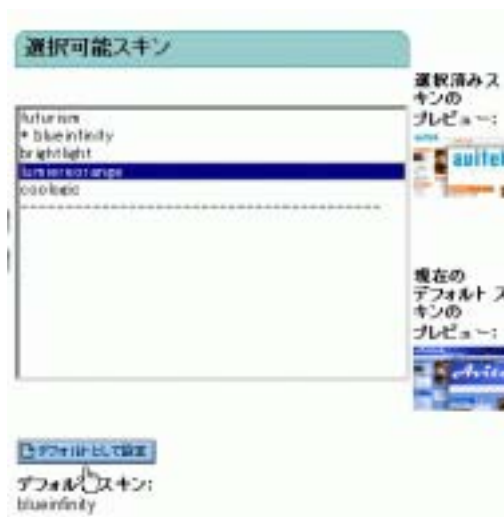 選択可能スキン
futurism
* blueinfinity
brightlight
lumiereorange
coologic
選択済みス
キンの
プレビュー:
avitel
現在の
デフォルト ス
キンの
プレビュー:
デフォルトとして設定
デフォルトスキン:
blueinfinity